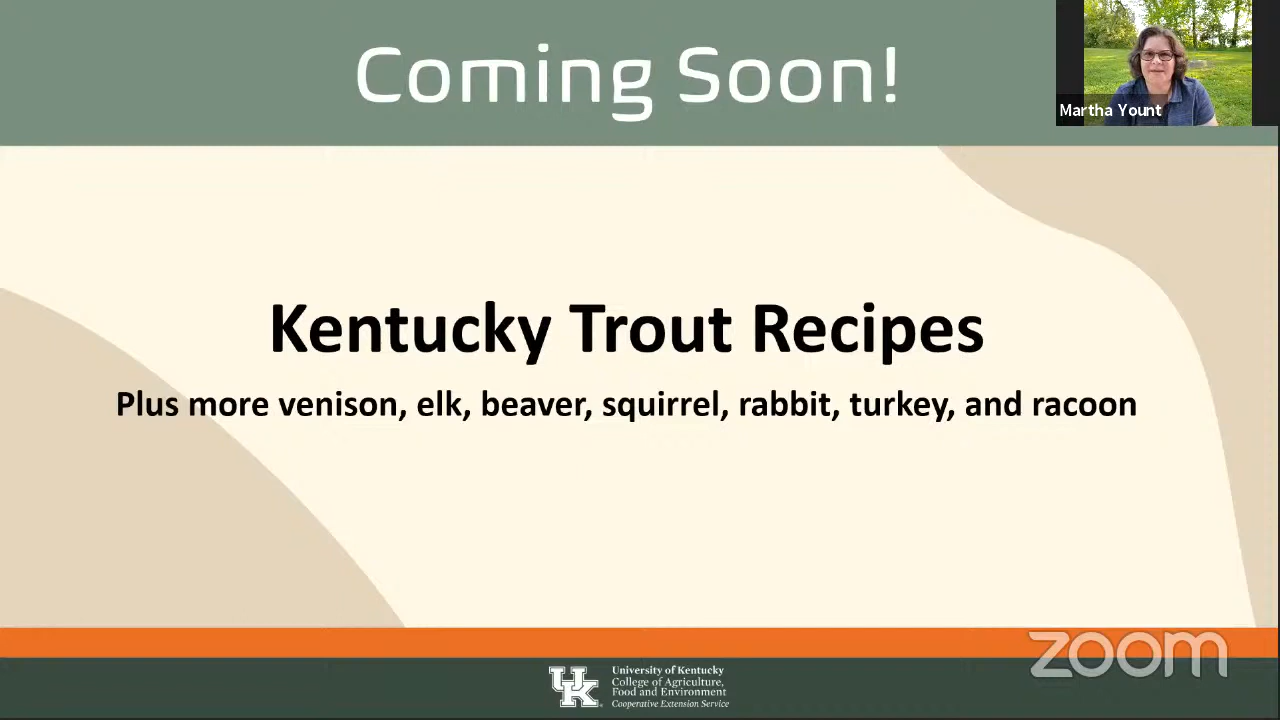 Coming Soon!
Martha Yount
Kentucky Trout Recipes
Plus more venison, elk, beaver, squirrel, rabbit, turkey, and racoon
zoom
UK
University of Kentucky
College of Agriculture,
Food and Environment
Cooperative Extension Service